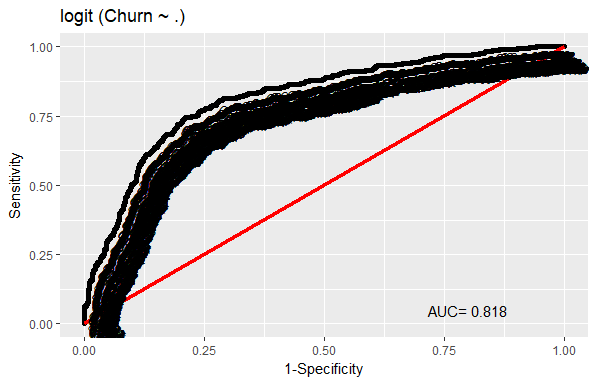 logit (Churn ~ .)
1.00
0.75
0.50
0.25
0.00
Sensitivity
AUC= 0.818
0.00 0.25 0.50 0.75 1.00
1-Specificity